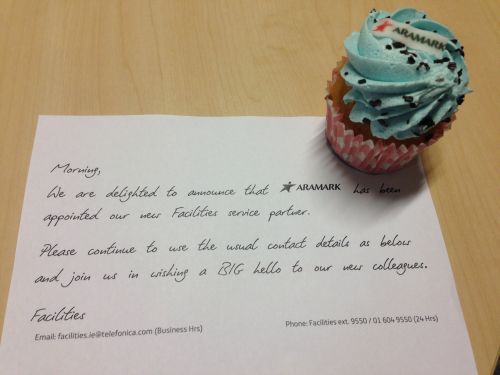 ARAMARK
Morning,
We are delighted to announce that ARAMARK has been
appointed our new Facilities service partner.
Please continue to use the usual contact details as below
and join us in wishing a BIG hello to our new colleagues.
Facilities
Email: facilities.ie@telefonica.com (Business Hrs)
Phone: Facilities ext. 9550 / 01 604 9550 (24 Hrs)